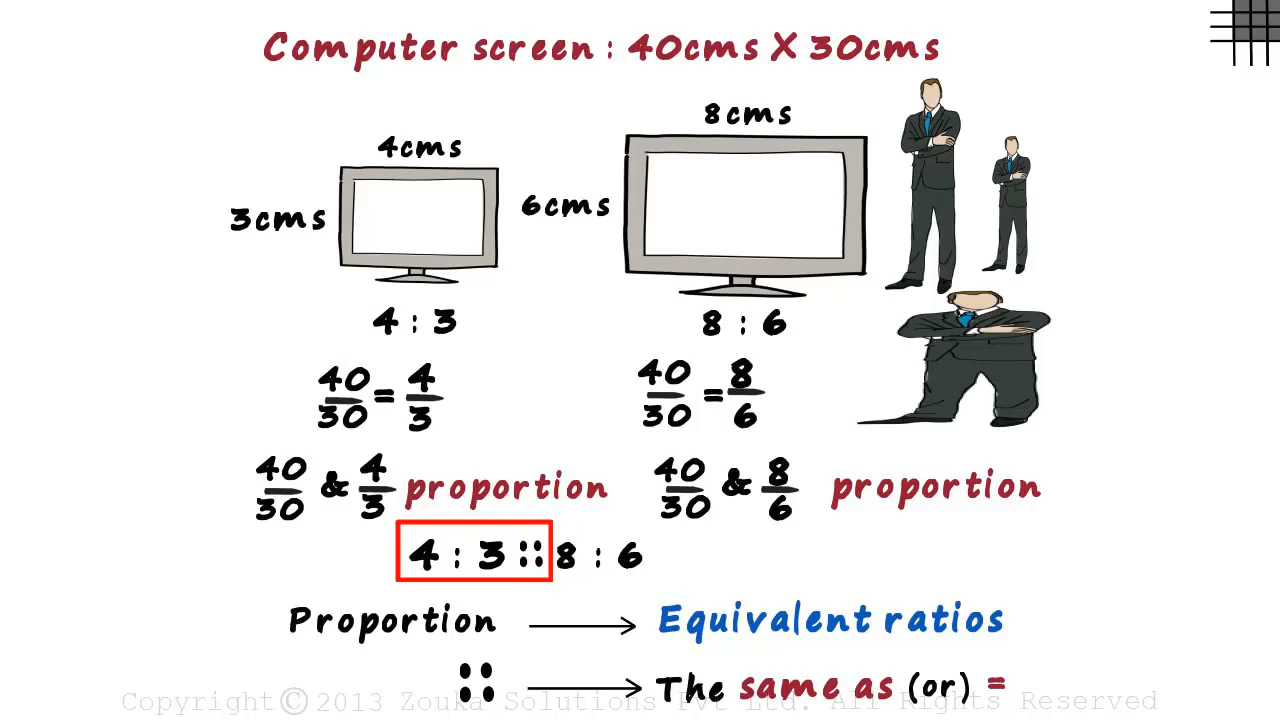 Computer screen : 40cms X 30cms
8cms
4cms
3cms
6cms
4 : 3
8 : 6
40/30 = 4/3
40/30 = 8/6
40/30 & 4/3 proportion
40/30 & 8/6 proportion
4 : 3 :: 8 : 6
Proportion → Equivalent ratios
:: → The same as (or) =
Copyright© 2013 Zouka Solutions Pvt Ltd. All Rights Reserved